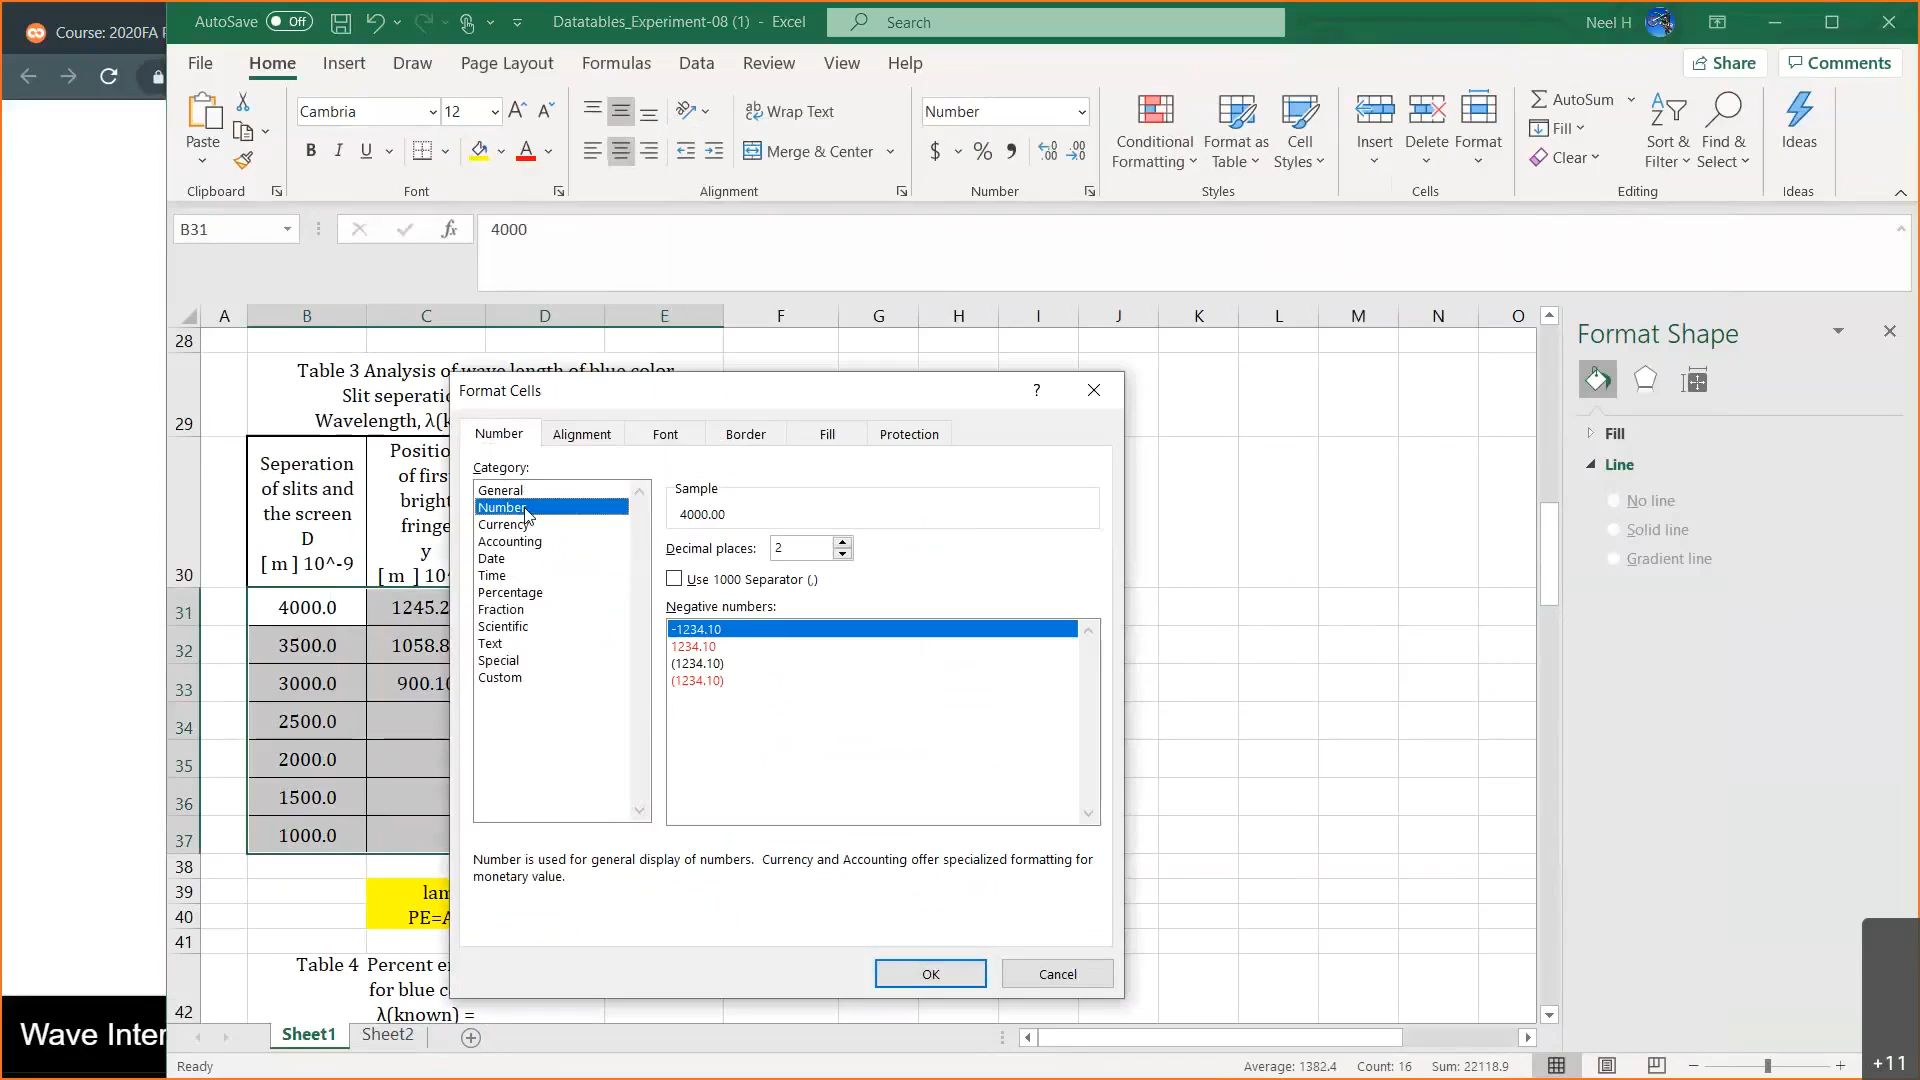 Course: 2020FA
AutoSave Off
Datatables_Experiment-08 (1) - Excel
Search
Neel H
File Home Insert Draw Page Layout Formulas Data Review View Help
Share
Comments
Paste
Cambria
12
Wrap Text
Merge & Center
Number
Conditional Formatting
Format as Table
Cell Styles
Insert
Delete
Format
AutoSum
Fill
Clear
Sort & Filter
Find & Select
Ideas
Clipboard
Font
Alignment
Number
Styles
Cells
Editing
Ideas
B31
fx
4000
A B C D E F G H I J K L M N O
28
Table 3 Analysis of wave length of blue color
29
Slit seperati
Wavelength, λ(k
30
Seperation
of slits and
the screen
D
[ m ] 10^-9
Positio
of firs
bright
fringe
y
[ m ] 10^
31 4000.0 1245.2
32 3500.0 1058.8
33 3000.0 900.10
34 2500.0
35 2000.0
36 1500.0
37 1000.0
38
39 lam
40 PE=A
41
42
Table 4 Percent er
for blue c
λ(known) =
Format Cells
?
Number Alignment Font Border Fill Protection
Category:
General
Number
Currency
Accounting
Date
Time
Percentage
Fraction
Scientific
Text
Special
Custom
Sample
4000.00
Decimal places: 2
Use 1000 Separator (,)
Negative numbers:
-1234.10
1234.10
(1234.10)
(1234.10)
Number is used for general display of numbers. Currency and Accounting offer specialized formatting for
monetary value.
OK Cancel
Format Shape
Fill
Line
No line
Solid line
Gradient line
Wave Inter
Sheet1 Sheet2
Ready
Average: 1382.4 Count: 16 Sum: 22118.9
+11